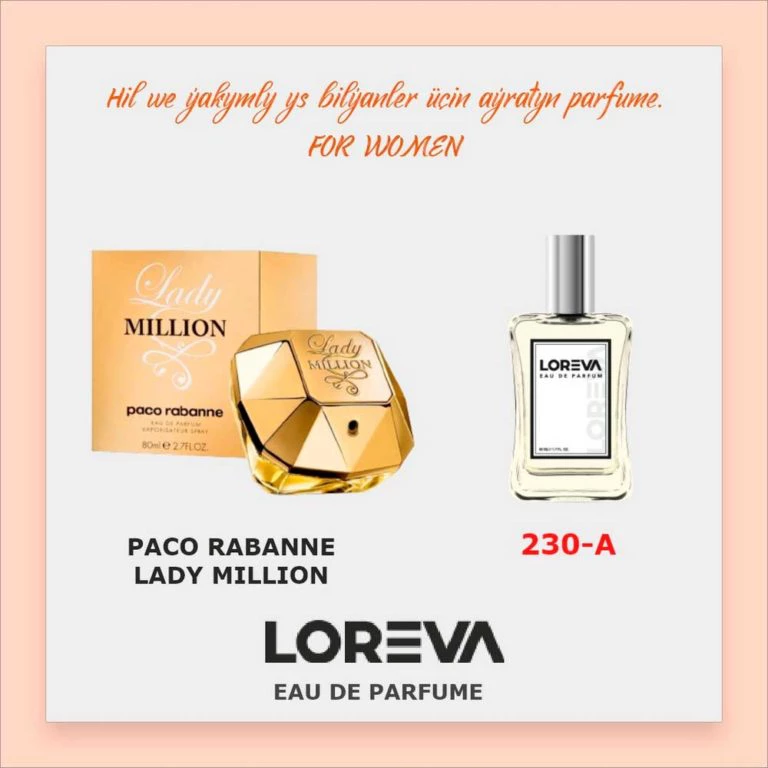 Hil we ýakymly ys bilýanler üçin aýratyn parfume.
FOR WOMEN
Lady
MILLION
paco rabanne
EAU DE PARFUM
VAPORISATEUR SPRAY
80ml e 2.7FL.OZ.
Lady
MILLION
LOREVA
EAU DE PARFUM
LOREVA
PACO RABANNE
LADY MILLION
230-A
LOREVA
EAU DE PARFUME